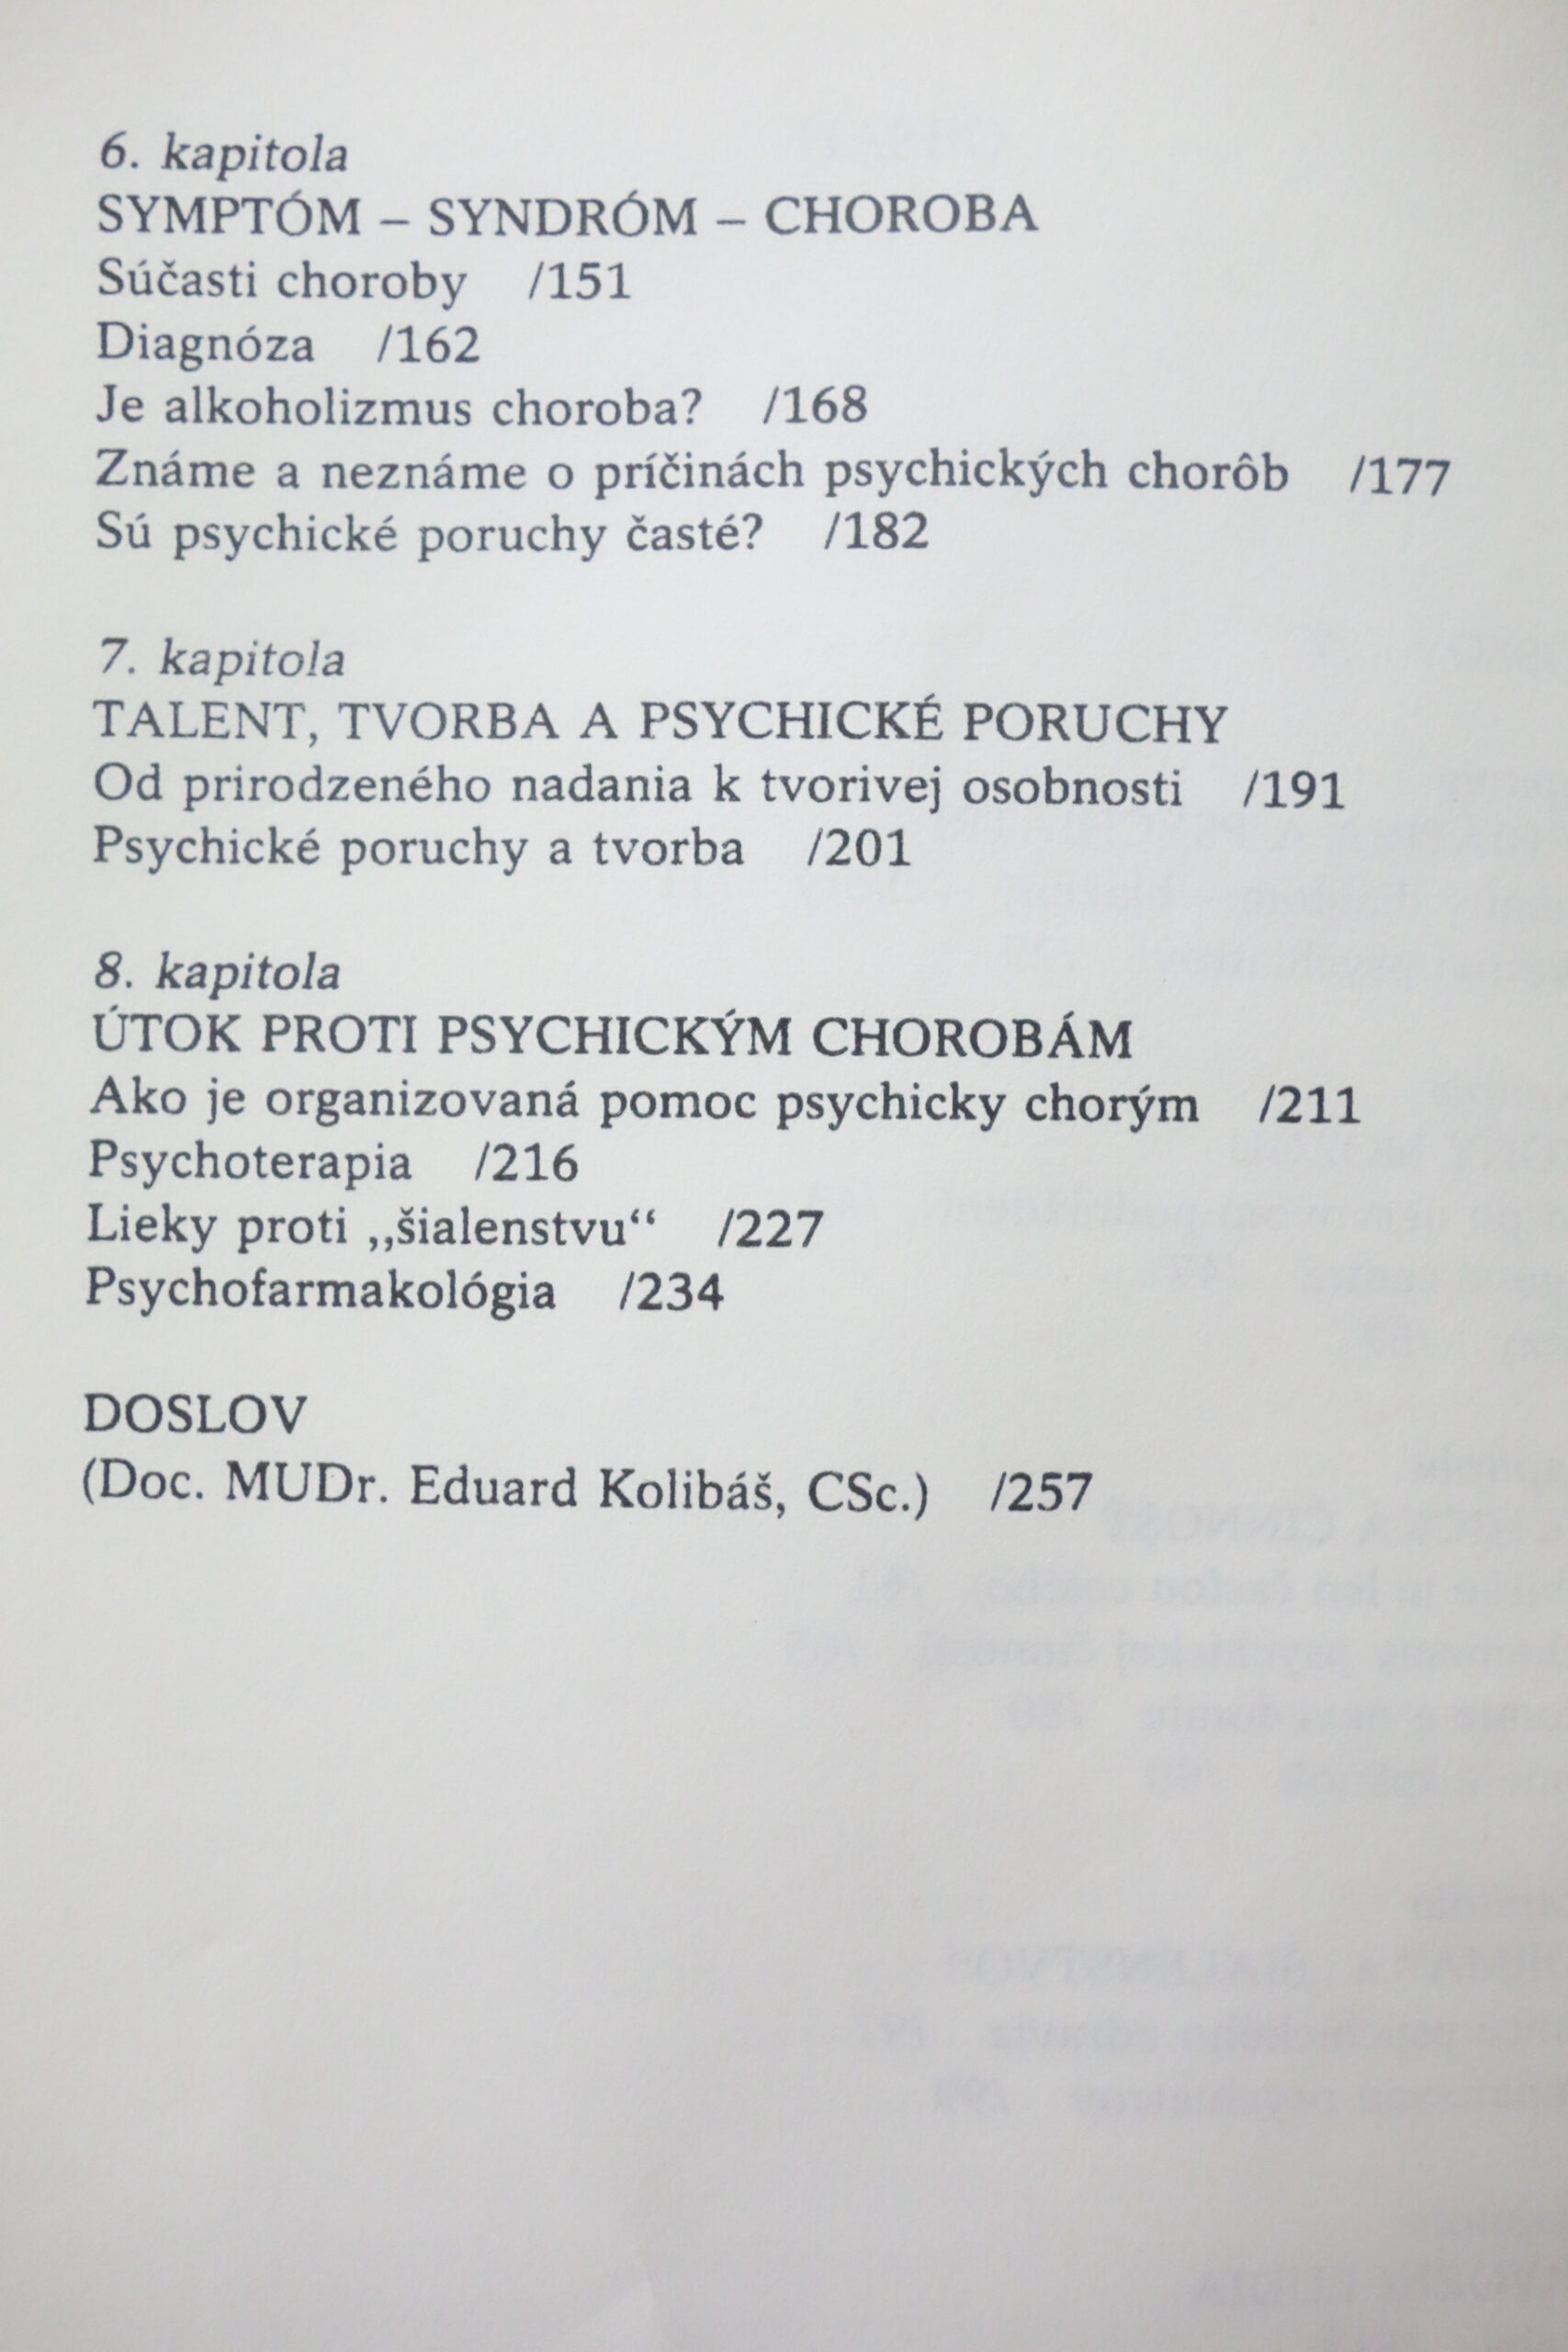 6. kapitola
SYMPTÓM – SYNDRÓM – CHOROBA
Súčasti choroby /151
Diagnóza /162
Je alkoholizmus choroba? /168
Známe a neznáme o príčinách psychických chorôb /177
Sú psychické poruchy časté? /182
7. kapitola
TALENT, TVORBA A PSYCHICKÉ PORUCHY
Od prirodzeného nadania k tvorivej osobnosti /191
Psychické poruchy a tvorba /201
8. kapitola
ÚTOK PROTI PSYCHICKÝM CHOROBÁM
Ako je organizovaná pomoc psychicky chorým /211
Psychoterapia /216
Lieky proti „šialenstvu“ /227
Psychofarmakológia /234
DOSLOV
(Doc. MUDr. Eduard Kolibáš, CSc.) /257